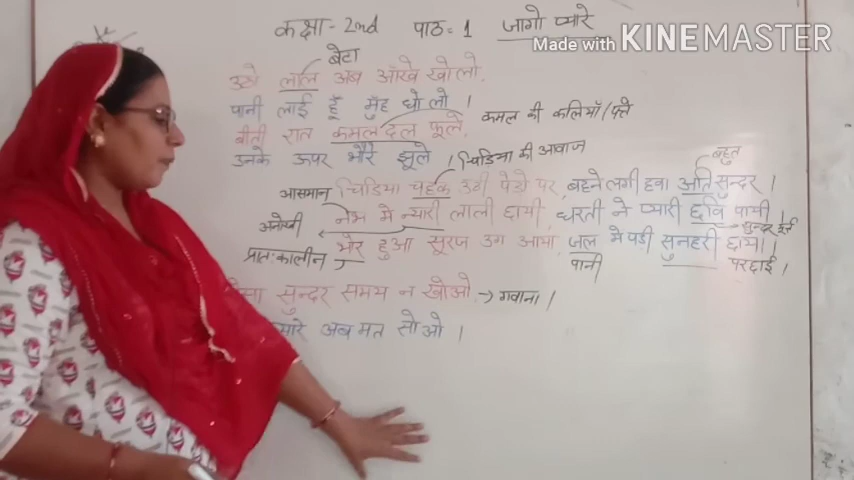 कक्षा - 2nd पाठ = 1 जागो प्यारे
Made with KINEMASTER
बेटा
उठो लाल अब आँखे खोलो,
पानी लाई हूँ मुँह धोलो ।
कमल की कलियाँ/पत्ते
बीती रात कमल दल फूले,
उनके ऊपर भौंरे झूले । चिडिया की आवाज
बहुत
आसमान चिडिया चहक उठी पेडो पर, बहने लगी हवा अति सुन्दर ।
अनोखी नभ मे न्यारी लाली छायी, धरती ने प्यारी छवि पायी ।
प्रातःकालीन भोर हुआ सूरज उग आया, जल मे पडी सुनहरी छाया ।
पानी परछाई ।
सुन्दर समय न खोओ → गवाना ।
अब मत सोओ ।